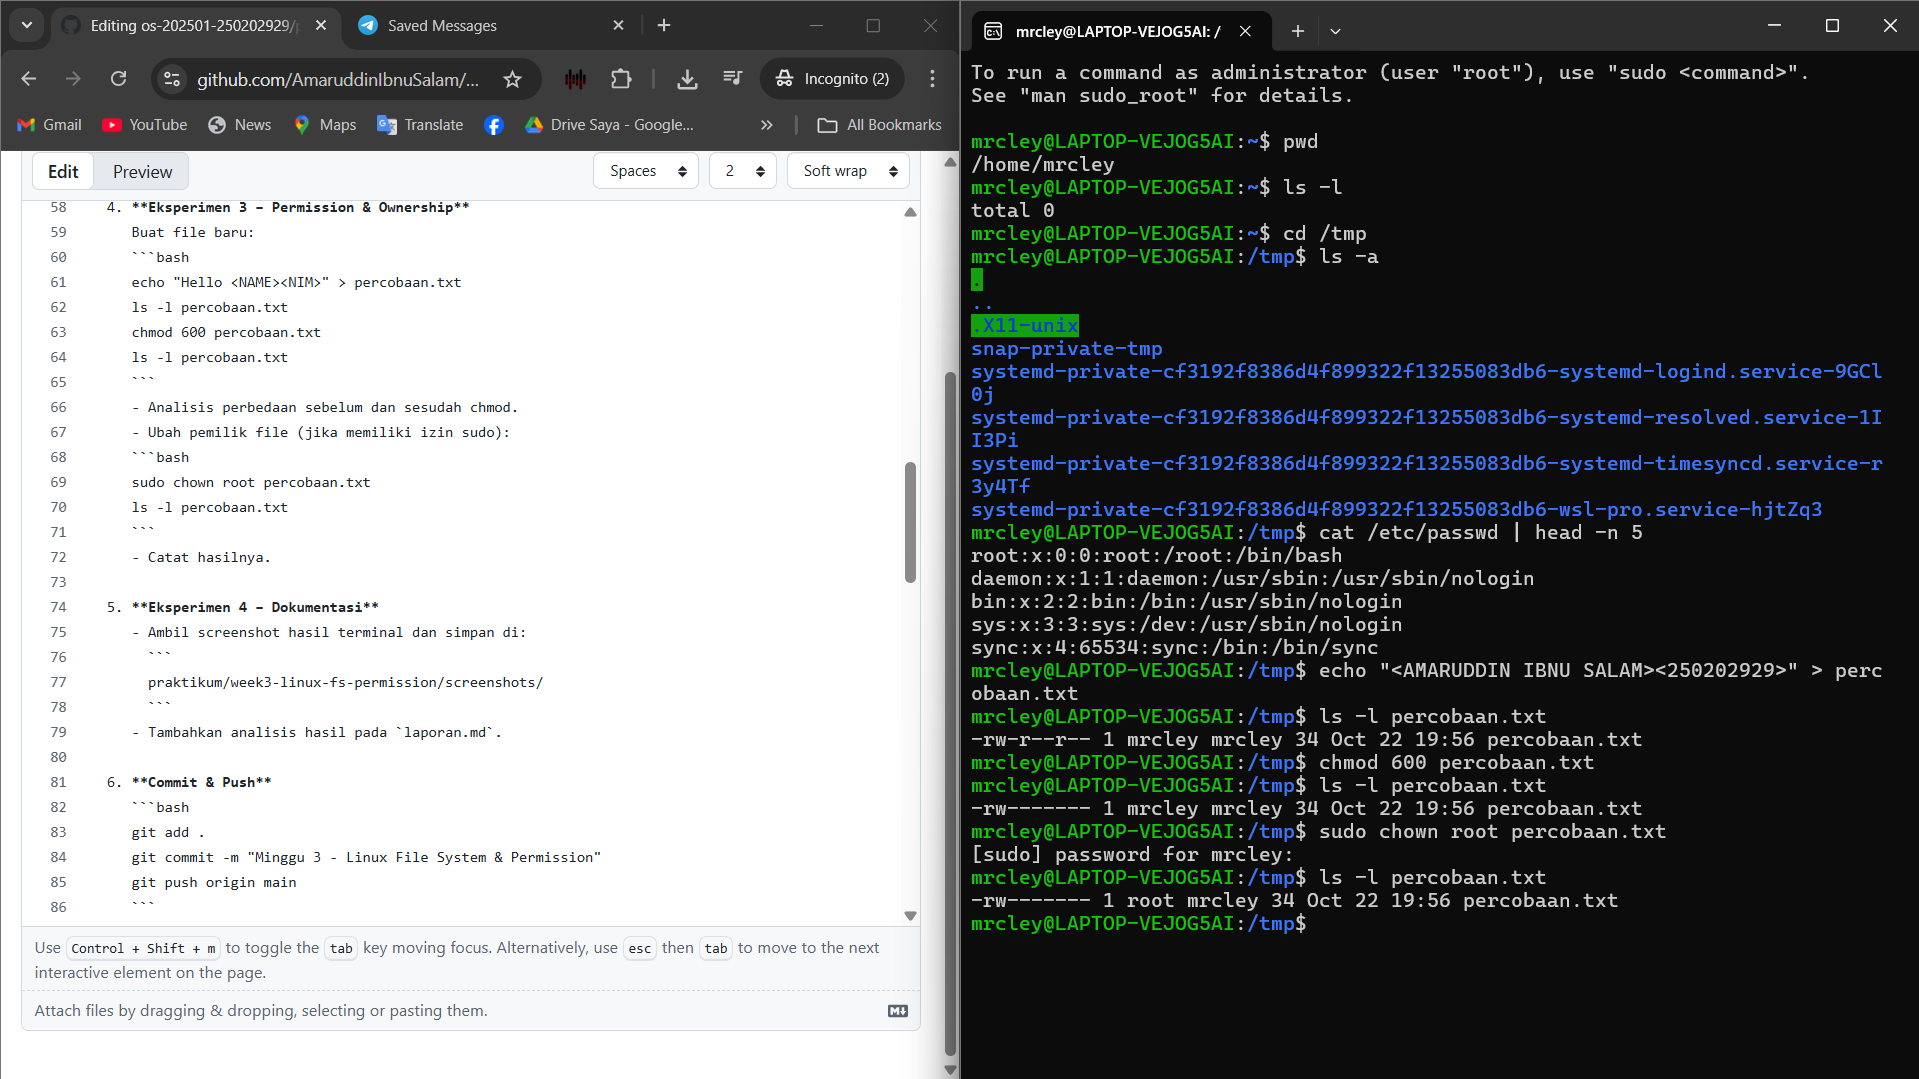 Editing os-202501-250202929/p
Saved Messages
github.com/AmaruddinIbnuSalam/...
Incognito (2)
Gmail
YouTube
News
Maps
Translate
Drive Saya - Google...
»
All Bookmarks
Edit
Preview
Spaces
2
Soft wrap
58 4. **Eksperimen 3 – Permission & Ownership**
59 Buat file baru:
60 ```bash
61 echo "Hello <NAME><NIM>" > percobaan.txt
62 ls -l percobaan.txt
63 chmod 600 percobaan.txt
64 ls -l percobaan.txt
65 ```
66 - Analisis perbedaan sebelum dan sesudah chmod.
67 - Ubah pemilik file (jika memiliki izin sudo):
68 ```bash
69 sudo chown root percobaan.txt
70 ls -l percobaan.txt
71 ```
72 - Catat hasilnya.
73
74 5. **Eksperimen 4 – Dokumentasi**
75 - Ambil screenshot hasil terminal dan simpan di:
76 ```
77 praktikum/week3-linux-fs-permission/screenshots/
78 ```
79 - Tambahkan analisis hasil pada `laporan.md`.
80
81 6. **Commit & Push**
82 ```bash
83 git add .
84 git commit -m "Minggu 3 - Linux File System & Permission"
85 git push origin main
86 ```
Use Control + Shift + m to toggle the tab key moving focus. Alternatively, use esc then tab to move to the next
interactive element on the page.
Attach files by dragging & dropping, selecting or pasting them.
mrcley@LAPTOP-VEJOG5AI: /
To run a command as administrator (user "root"), use "sudo <command>".
See "man sudo_root" for details.
mrcley@LAPTOP-VEJOG5AI:~$ pwd
/home/mrcley
mrcley@LAPTOP-VEJOG5AI:~$ ls -l
total 0
mrcley@LAPTOP-VEJOG5AI:~$ cd /tmp
mrcley@LAPTOP-VEJOG5AI:/tmp$ ls -a
.
..
.X11-unix
snap-private-tmp
systemd-private-cf3192f8386d4f899322f13255083db6-systemd-logind.service-9GCl
0j
systemd-private-cf3192f8386d4f899322f13255083db6-systemd-resolved.service-1I
I3Pi
systemd-private-cf3192f8386d4f899322f13255083db6-systemd-timesyncd.service-r
3y4Tf
systemd-private-cf3192f8386d4f899322f13255083db6-wsl-pro.service-hjtZq3
mrcley@LAPTOP-VEJOG5AI:/tmp$ cat /etc/passwd | head -n 5
root:x:0:0:root:/root:/bin/bash
daemon:x:1:1:daemon:/usr/sbin:/usr/sbin/nologin
bin:x:2:2:bin:/bin:/usr/sbin/nologin
sys:x:3:3:sys:/dev:/usr/sbin/nologin
sync:x:4:65534:sync:/bin:/bin/sync
mrcley@LAPTOP-VEJOG5AI:/tmp$ echo "<AMARUDDIN IBNU SALAM><250202929>" > perc
obaan.txt
mrcley@LAPTOP-VEJOG5AI:/tmp$ ls -l percobaan.txt
-rw-r--r-- 1 mrcley mrcley 34 Oct 22 19:56 percobaan.txt
mrcley@LAPTOP-VEJOG5AI:/tmp$ chmod 600 percobaan.txt
mrcley@LAPTOP-VEJOG5AI:/tmp$ ls -l percobaan.txt
-rw------- 1 mrcley mrcley 34 Oct 22 19:56 percobaan.txt
mrcley@LAPTOP-VEJOG5AI:/tmp$ sudo chown root percobaan.txt
[sudo] password for mrcley:
mrcley@LAPTOP-VEJOG5AI:/tmp$ ls -l percobaan.txt
-rw------- 1 root mrcley 34 Oct 22 19:56 percobaan.txt
mrcley@LAPTOP-VEJOG5AI:/tmp$